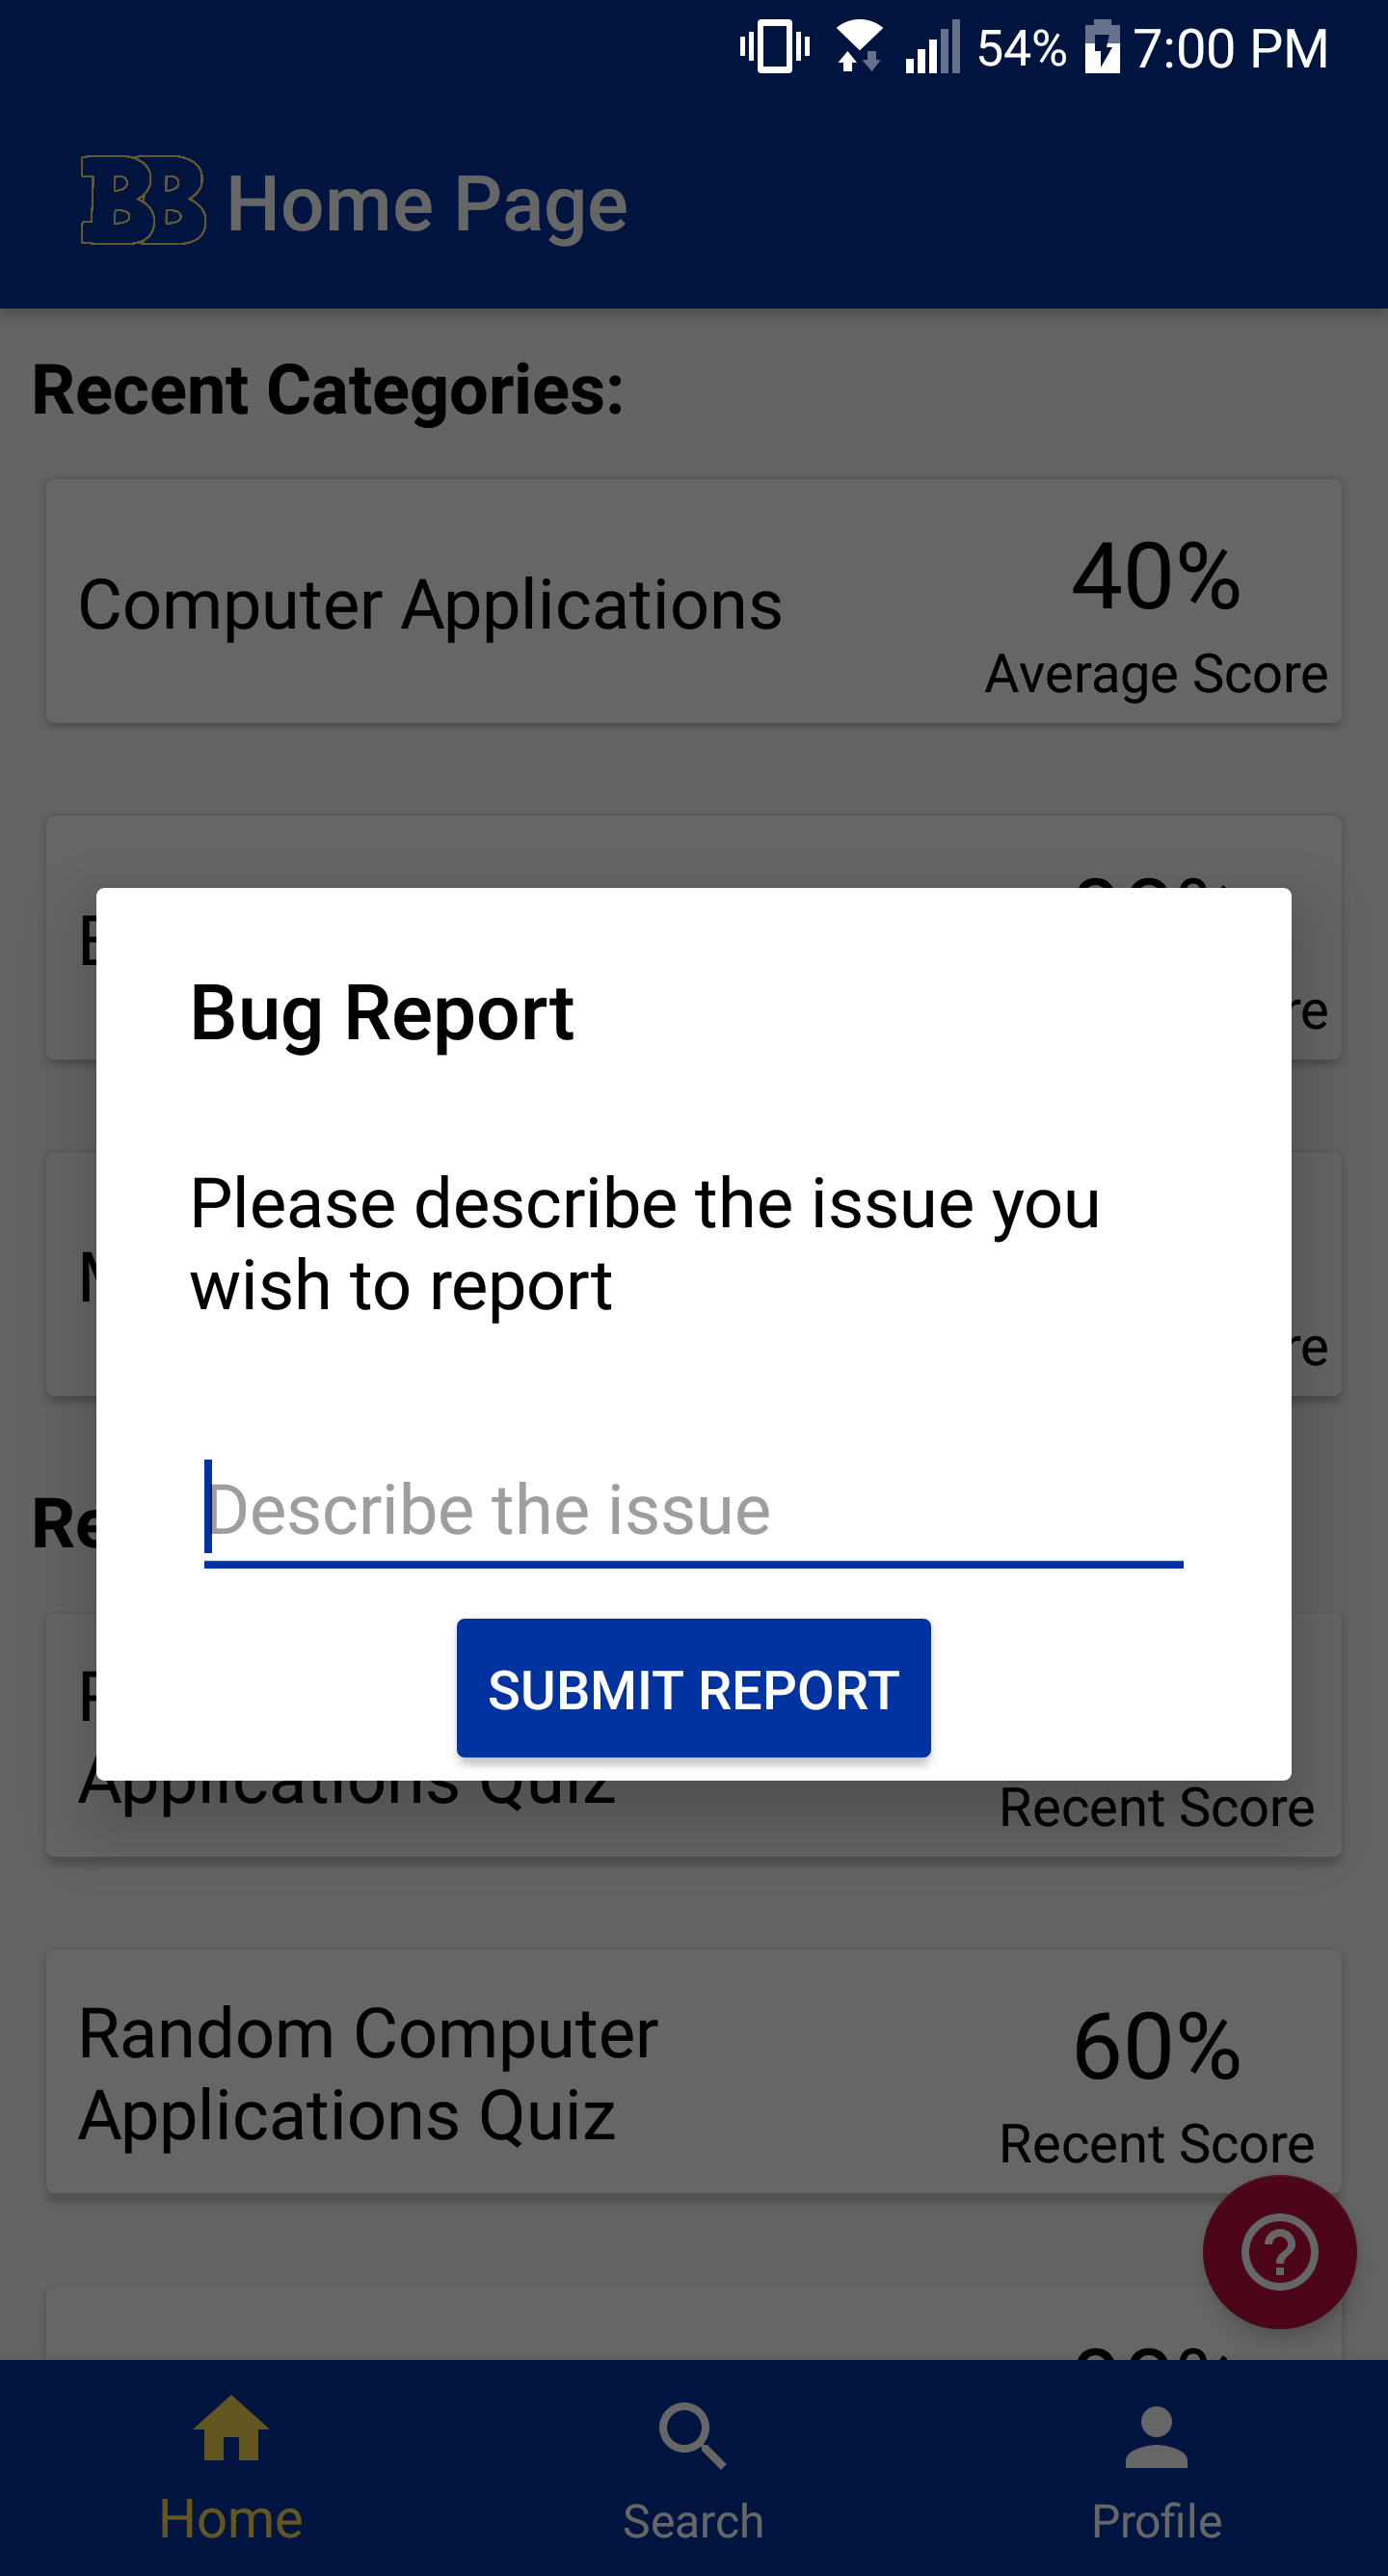 54% 7:00 PM
BB Home Page
Recent Categories:
Computer Applications
40%
Average Score
Bug Report
Please describe the issue you
wish to report
Describe the issue
SUBMIT REPORT
Applications Quiz
Recent Score
Random Computer
Applications Quiz
60%
Recent Score
Home
Search
Profile